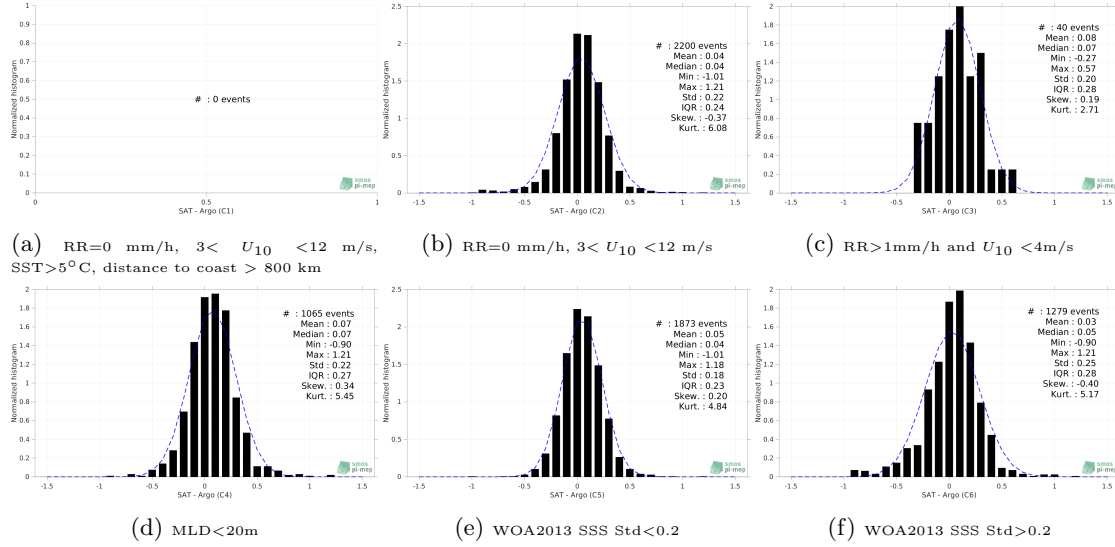 1
0.9
0.8
0.7
0.6
0.5
0.4
0.3
0.2
0.1
0
Normalized histogram
# : 0 events
smos
pi-mep
0 0.5 1
SAT - Argo (C1)
2.5
2
1.5
1
0.5
0
Normalized histogram
# : 2200 events
Mean : 0.04
Median : 0.04
Min : -1.01
Max : 1.21
Std : 0.22
IQR : 0.24
Skew. : -0.37
Kurt. : 6.08
smos
pi-mep
-1.5 -1 -0.5 0 0.5 1 1.5
SAT - Argo (C2)
2
1.8
1.6
1.4
1.2
1
0.8
0.6
0.4
0.2
0
Normalized histogram
# : 40 events
Mean : 0.08
Median : 0.07
Min : -0.27
Max : 0.57
Std : 0.20
IQR : 0.28
Skew. : 0.19
Kurt. : 2.71
smos
pi-mep
-1.5 -1 -0.5 0 0.5 1 1.5
SAT - Argo (C3)
(a) RR=0 mm/h, 3< U10 <12 m/s,
SST>5°C, distance to coast > 800 km
(b) RR=0 mm/h, 3< U10 <12 m/s
(c) RR>1mm/h and U10 <4m/s
2
1.8
1.6
1.4
1.2
1
0.8
0.6
0.4
0.2
0
Normalized histogram
# : 1065 events
Mean : 0.07
Median : 0.07
Min : -0.90
Max : 1.21
Std : 0.22
IQR : 0.27
Skew. : 0.34
Kurt. : 5.45
smos
pi-mep
-1.5 -1 -0.5 0 0.5 1 1.5
SAT - Argo (C4)
2.5
2
1.5
1
0.5
0
Normalized histogram
# : 1873 events
Mean : 0.05
Median : 0.04
Min : -1.01
Max : 1.18
Std : 0.18
IQR : 0.23
Skew. : 0.20
Kurt. : 4.84
smos
pi-mep
-1.5 -1 -0.5 0 0.5 1 1.5
SAT - Argo (C5)
2
1.8
1.6
1.4
1.2
1
0.8
0.6
0.4
0.2
0
Normalized histogram
# : 1279 events
Mean : 0.03
Median : 0.05
Min : -0.90
Max : 1.21
Std : 0.25
IQR : 0.28
Skew. : -0.40
Kurt. : 5.17
smos
pi-mep
-1.5 -1 -0.5 0 0.5 1 1.5
SAT - Argo (C6)
(d) MLD<20m
(e) WOA2013 SSS Std<0.2
(f) WOA2013 SSS Std>0.2